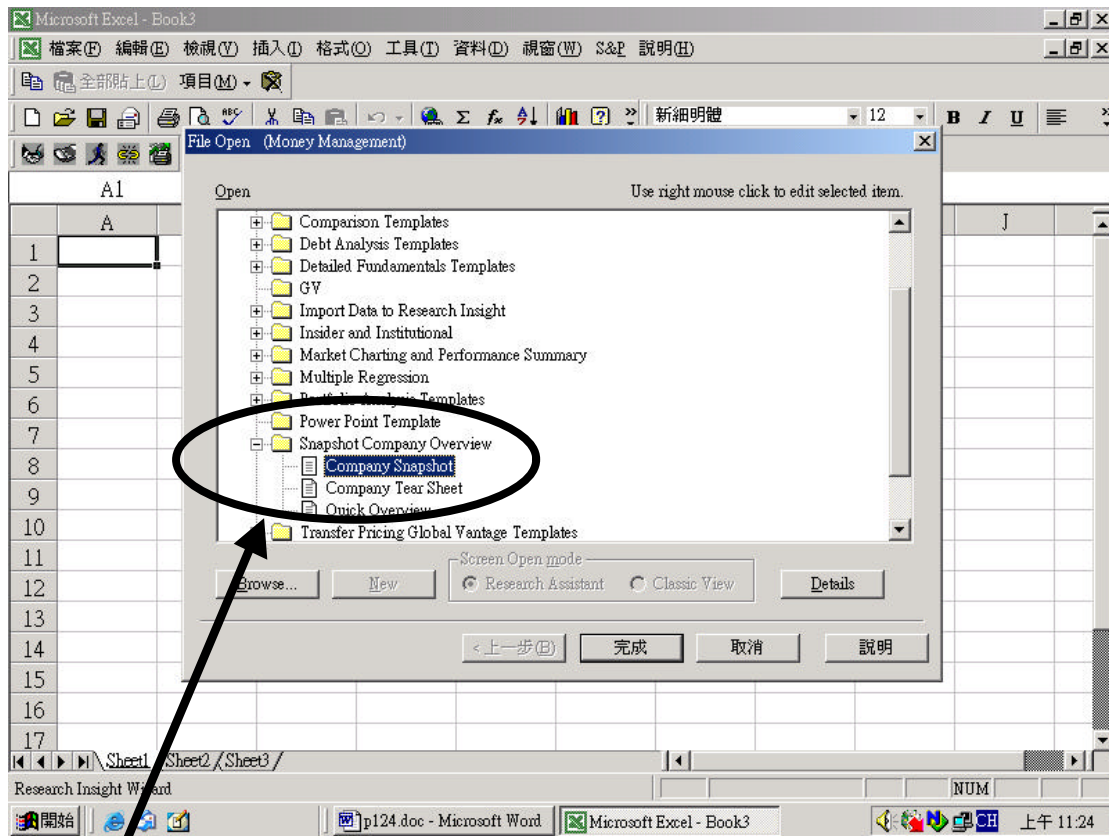 Microsoft Excel - Book3
檔案(F) 編輯(E) 檢視(V) 插入(I) 格式(O) 工具(T) 資料(D) 視窗(W) S&P 說明(H)
全部貼上(L) 項目(M)
新細明體 12 B I U
File Open (Money Management)
A1
Open Use right mouse click to edit selected item.
A J
Comparison Templates
Debt Analysis Templates
Detailed Fundamentals Templates
GV
Import Data to Research Insight
Insider and Institutional
Market Charting and Performance Summary
Multiple Regression
Portfolio Analysis Templates
Power Point Template
Snapshot Company Overview
Company Snapshot
Company Tear Sheet
Quick Overview
Transfer Pricing Global Vantage Templates
1
2
3
4
5
6
7
8
9
10
11
12
13
14
15
16
17
Screen Open mode
Browse... New Research Assistant Classic View Details
<上一步(B) 完成 取消 說明
Sheet1 Sheet2 Sheet3
Research Insight Wizard NUM
開始 p124.doc - Microsoft Word Microsoft Excel - Book3 CH 上午 11:24